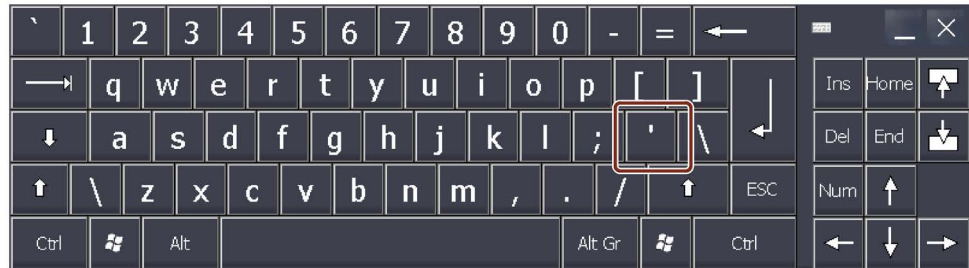 ` 1 2 3 4 5 6 7 8 9 0 - =
q w e r t y u i o p [ ] Ins Home
a s d f g h j k l ; ' \ Del End
\ z x c v b n m , . / ESC Num
Ctrl Alt Alt Gr Ctrl